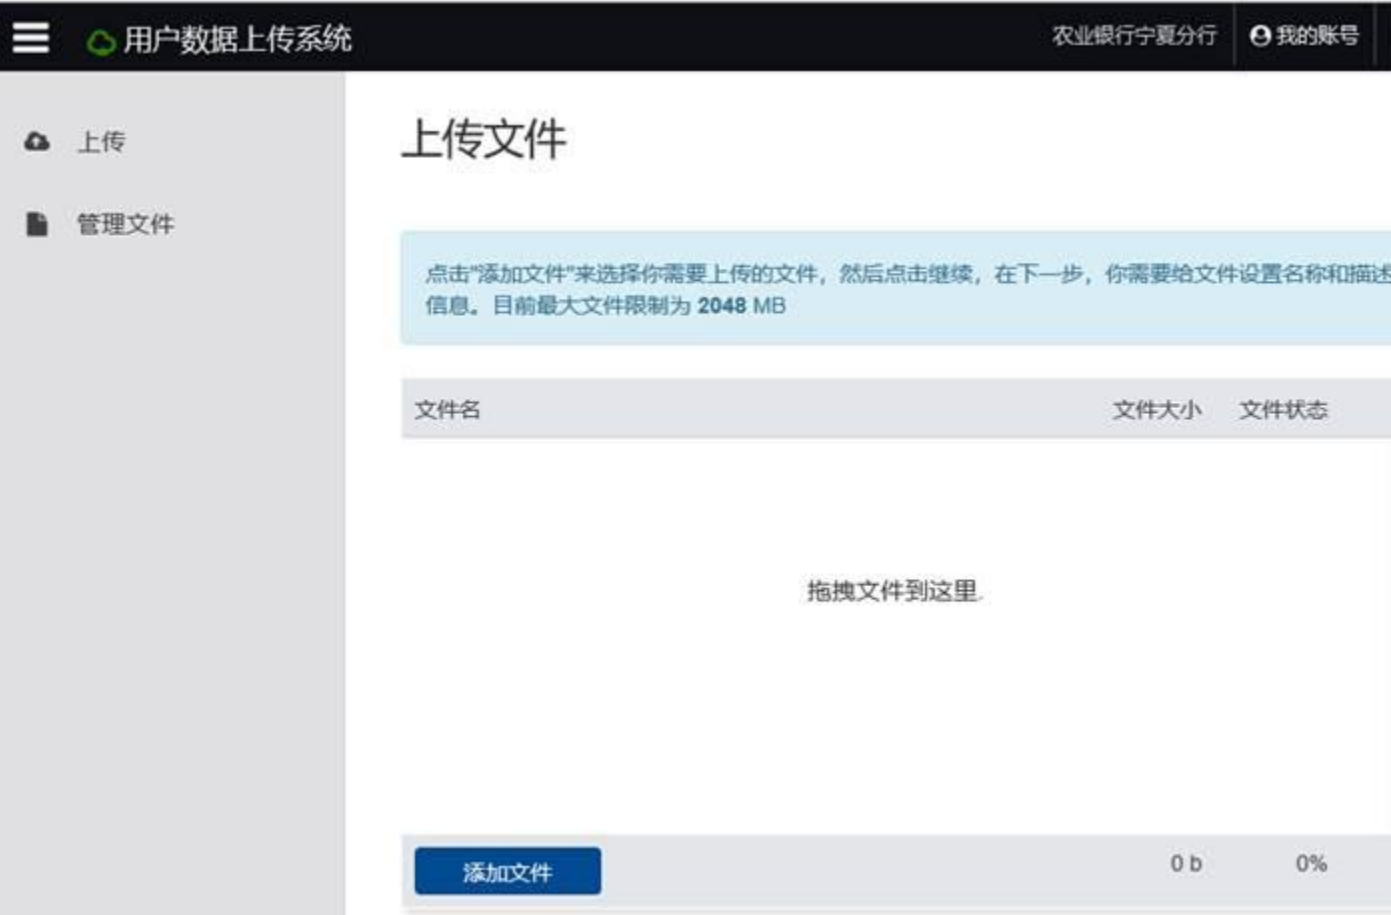 用户数据上传系统
农业银行宁夏分行
我的账号
上传
管理文件
上传文件
点击"添加文件"来选择你需要上传的文件，然后点击继续，在下一步，你需要给文件设置名称和描述
信息。目前最大文件限制为 2048 MB
文件名
文件大小
文件状态
拖拽文件到这里.
添加文件
0 b
0%